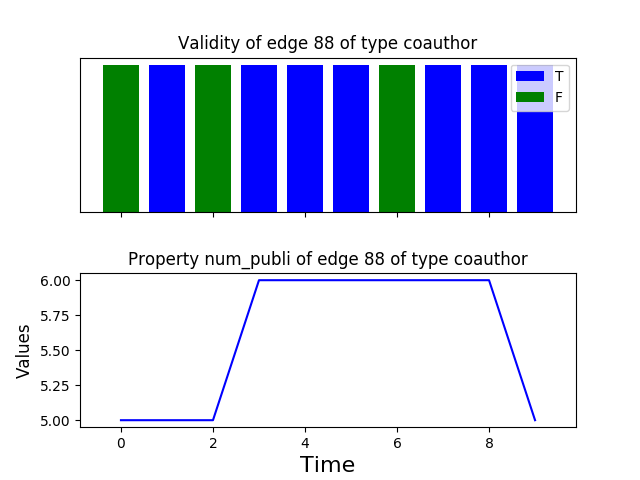 Validity of edge 88 of type coauthor
T
F
Property num_publi of edge 88 of type coauthor
6.00
5.75
5.50
5.25
5.00
Values
0 2 4 6 8
Time